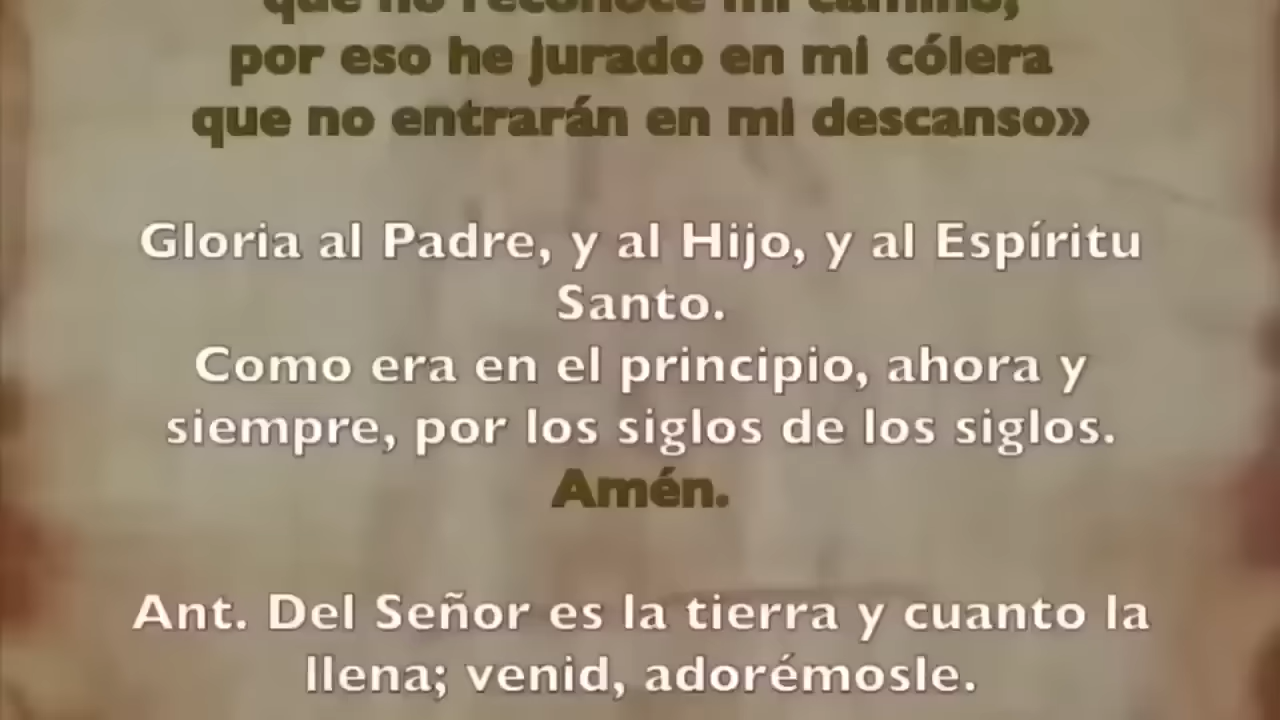 que no reconoce mi camino,
por eso he jurado en mi cólera
que no entrarán en mi descanso»
Gloria al Padre, y al Hijo, y al Espíritu
Santo.
Como era en el principio, ahora y
siempre, por los siglos de los siglos.
Amén.
Ant. Del Señor es la tierra y cuanto la
llena; venid, adorémosle.